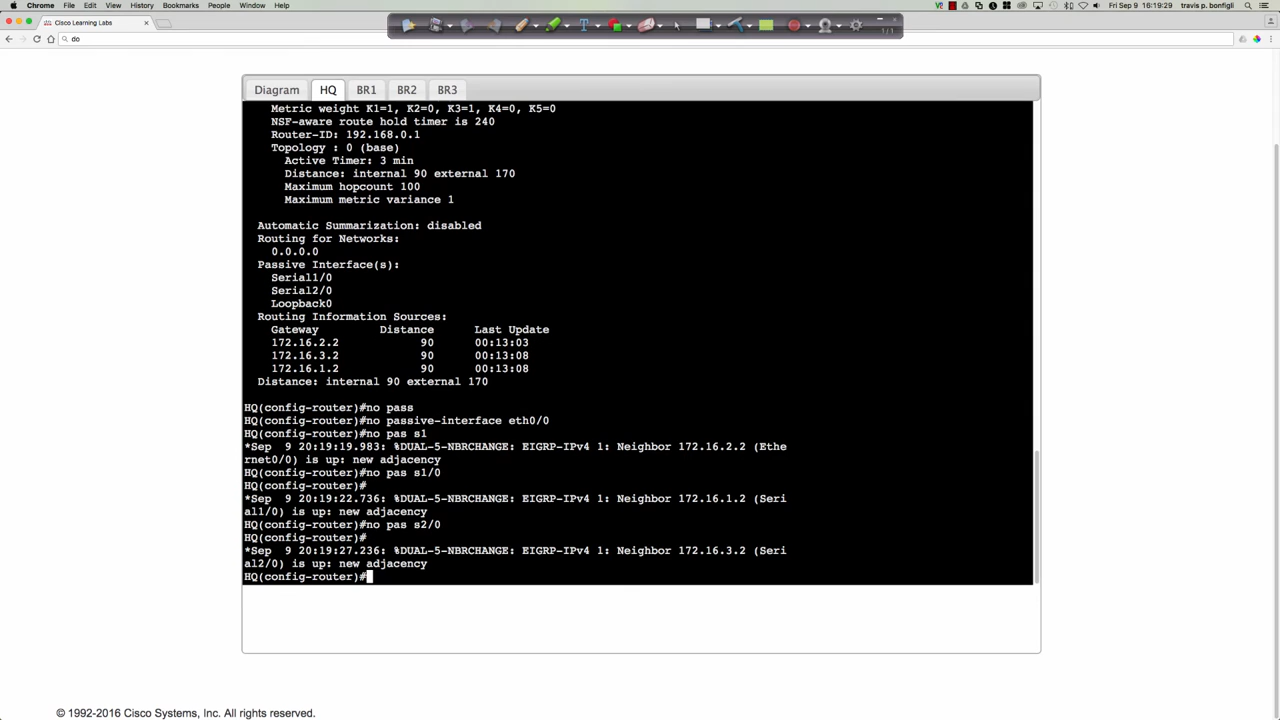 Chrome File Edit View History Bookmarks People Window Help
Fri Sep 9 16:19:29 travis p. bonfigli
Cisco Learning Labs
do
1/1
Diagram HQ BR1 BR2 BR3
Metric weight K1=1, K2=0, K3=1, K4=0, K5=0
NSF-aware route hold timer is 240
Router-ID: 192.168.0.1
Topology : 0 (base)
Active Timer: 3 min
Distance: internal 90 external 170
Maximum hopcount 100
Maximum metric variance 1
Automatic Summarization: disabled
Routing for Networks:
0.0.0.0
Passive Interface(s):
Serial1/0
Serial2/0
Loopback0
Routing Information Sources:
Gateway Distance Last Update
172.16.2.2 90 00:13:03
172.16.3.2 90 00:13:08
172.16.1.2 90 00:13:08
Distance: internal 90 external 170
HQ(config-router)#no pass
HQ(config-router)#no passive-interface eth0/0
HQ(config-router)#no pas s1
*Sep  9 20:19:19.983: %DUAL-5-NBRCHANGE: EIGRP-IPv4 1: Neighbor 172.16.2.2 (Ethe
rnet0/0) is up: new adjacency
HQ(config-router)#no pas s1/0
HQ(config-router)#
*Sep  9 20:19:22.736: %DUAL-5-NBRCHANGE: EIGRP-IPv4 1: Neighbor 172.16.1.2 (Seri
al1/0) is up: new adjacency
HQ(config-router)#no pas s2/0
HQ(config-router)#
*Sep  9 20:19:27.236: %DUAL-5-NBRCHANGE: EIGRP-IPv4 1: Neighbor 172.16.3.2 (Seri
al2/0) is up: new adjacency
HQ(config-router)#
© 1992-2016 Cisco Systems, Inc. All rights reserved.